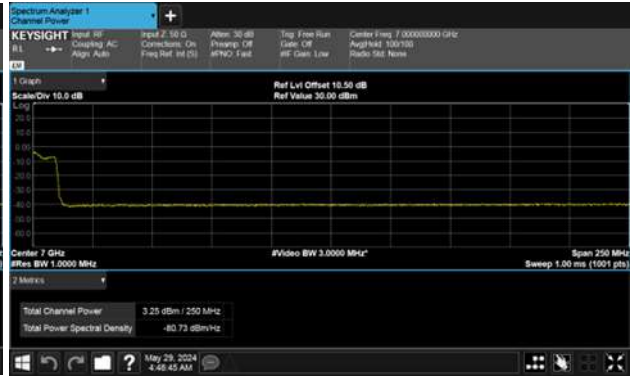 Spectrum Analyzer 1
Channel Power
+
KEYSIGHT Input: RF Input Z: 50 Ω Atten: 30 dB Trig: Free Run Center Freq: 7.000000000 GHz
RL Coupling: AC Corrections: On Preamp: Off Gate: Off Avg|Hold: 100/100
Align: Auto Freq Ref: Int (S) #PNO: Fast #IF Gain: Low Radio Std: None
1 Graph
Ref Lvl Offset 10.50 dB
Scale/Div 10.0 dB Ref Value 30.00 dBm
Log
20.0
10.0
0.00
-10.0
-20.0
-30.0
-40.0
-50.0
-60.0
Center 7 GHz #Video BW 3.0000 MHz* Span 250 MHz
#Res BW 1.0000 MHz Sweep 1.00 ms (1001 pts)
2 Metrics
Total Channel Power 3.25 dBm / 250 MHz
Total Power Spectral Density -80.73 dBm/Hz
? May 29, 2024
4:46:45 AM